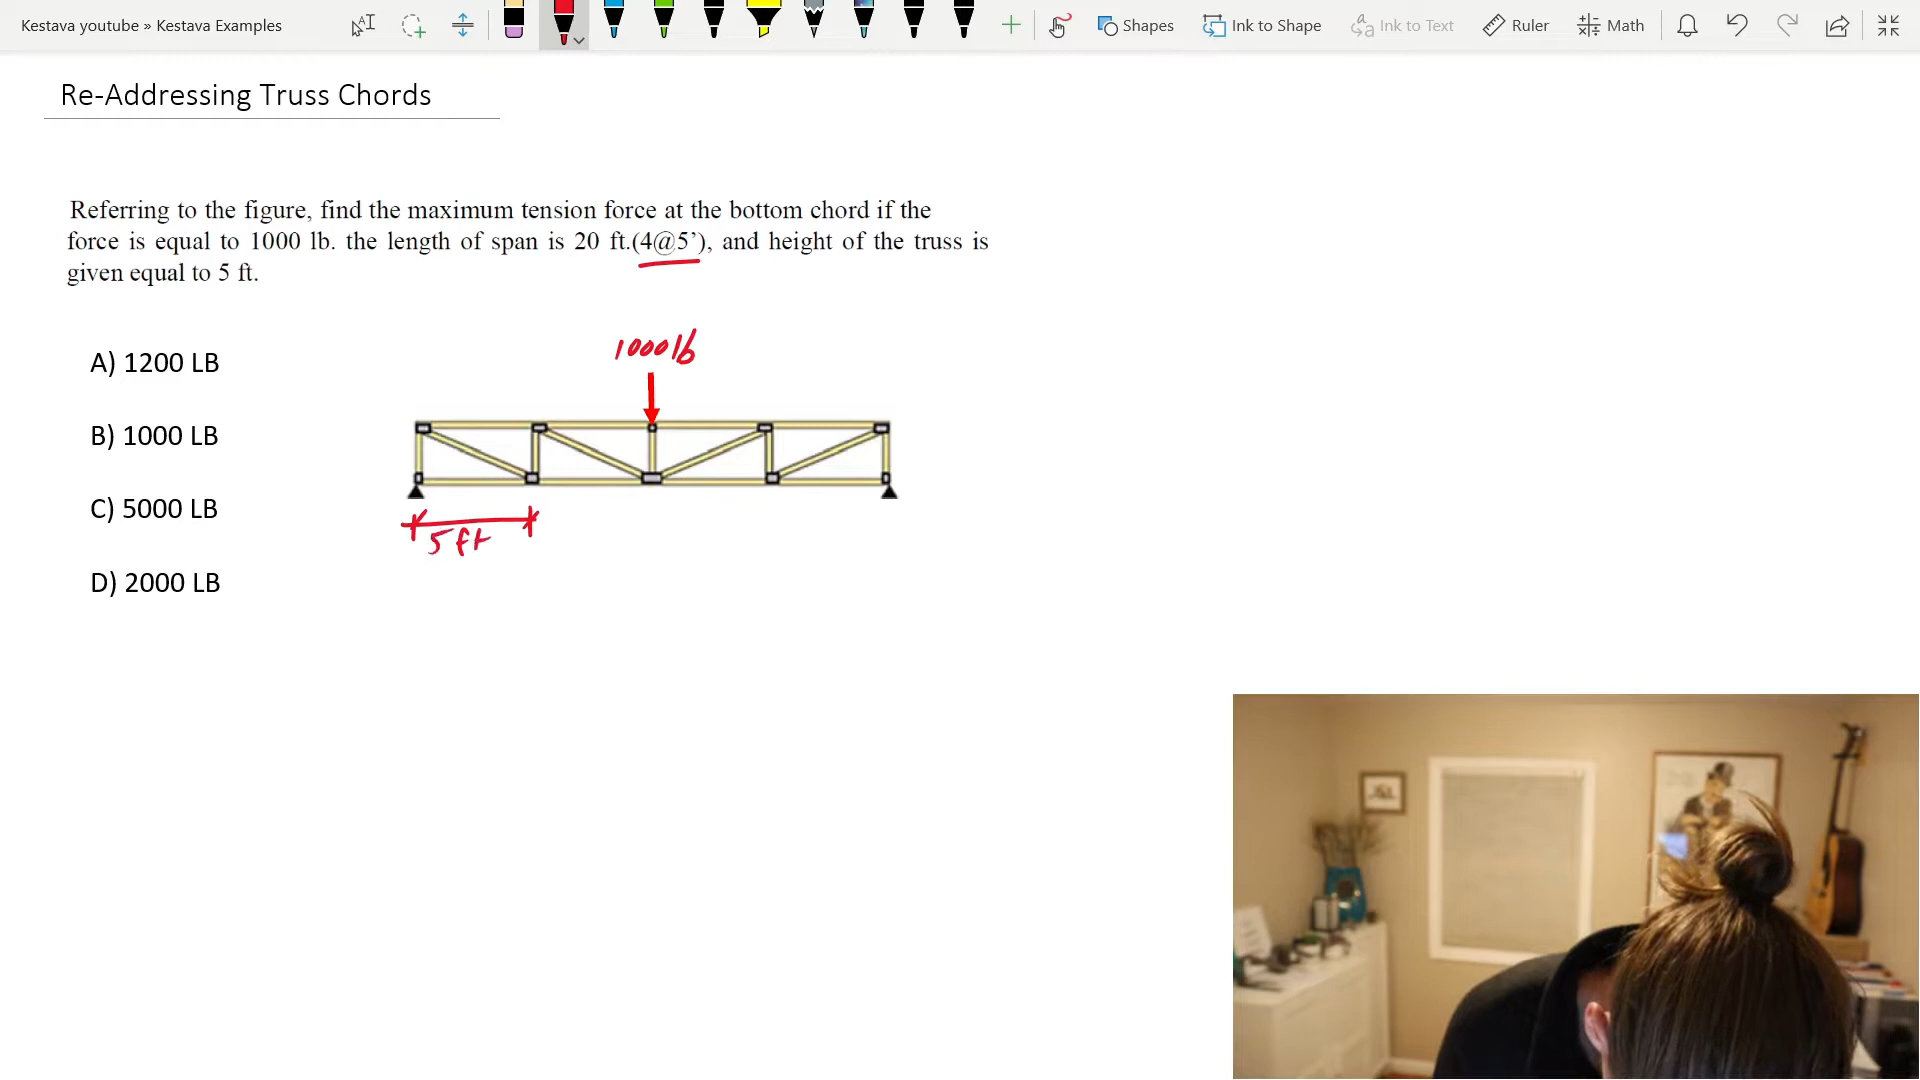 Kestava youtube » Kestava Examples
Shapes
Ink to Shape
Ink to Text
Ruler
Math
Re-Addressing Truss Chords
Referring to the figure, find the maximum tension force at the bottom chord if the
force is equal to 1000 lb. the length of span is 20 ft.(4@5’), and height of the truss is
given equal to 5 ft.
1000lb
A) 1200 LB
B) 1000 LB
C) 5000 LB
5 ft
D) 2000 LB